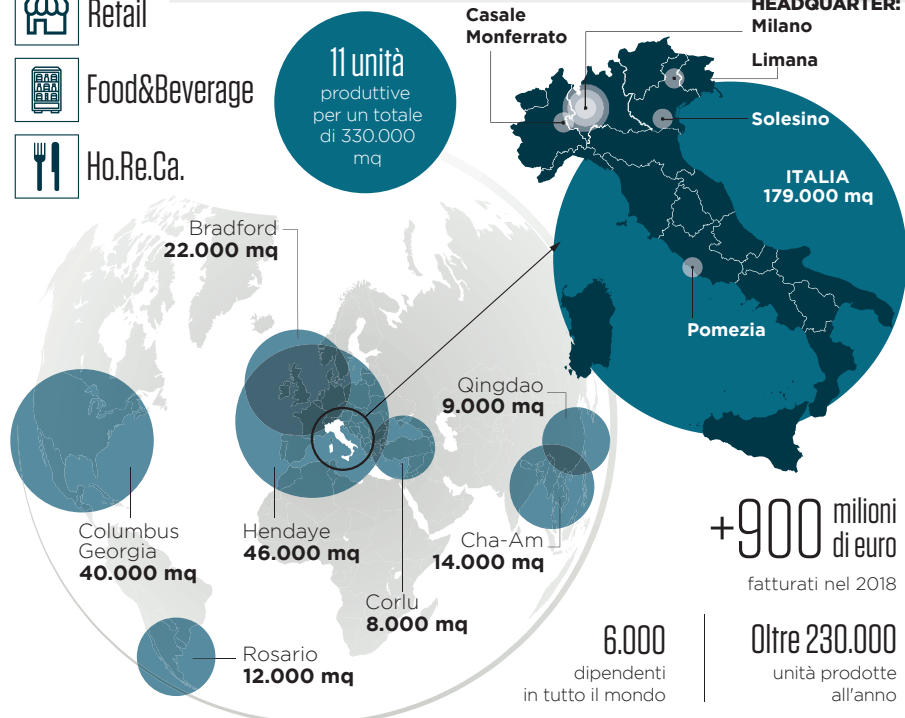 Retail
Food&Beverage
Ho.Re.Ca.
11 unità
produttive
per un totale
di 330.000
mq
Casale
Monferrato
HEADQUARTER:
Milano
Limana
Solesino
ITALIA
179.000 mq
Pomezia
Bradford
22.000 mq
Qingdao
9.000 mq
Columbus
Georgia
40.000 mq
Hendaye
46.000 mq
Cha-Am
14.000 mq
Corlu
8.000 mq
Rosario
12.000 mq
+900 milioni
di euro
fatturati nel 2018
6.000
dipendenti
in tutto il mondo
Oltre 230.000
unità prodotte
all'anno